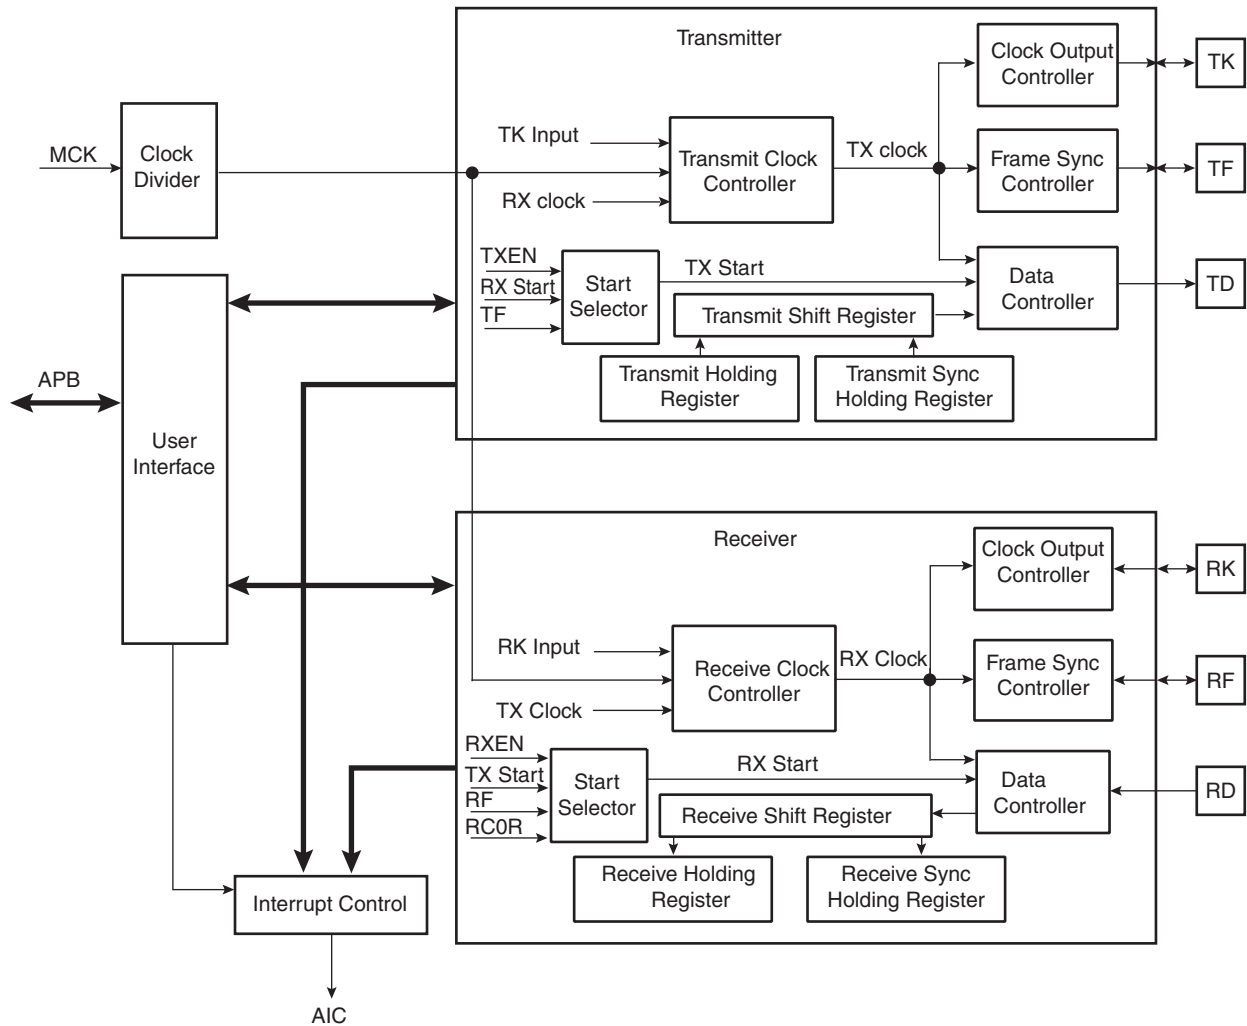 Transmitter
Clock Output
Controller
TK
MCK
Clock
Divider
TK Input
RX clock
Transmit Clock
Controller
TX clock
Frame Sync
Controller
TF
TXEN
RX Start
TF
Start
Selector
TX Start
Data
Controller
TD
Transmit Shift Register
Transmit Holding
Register
Transmit Sync
Holding Register
APB
User
Interface
Receiver
Clock Output
Controller
RK
RK Input
TX Clock
Receive Clock
Controller
RX Clock
Frame Sync
Controller
RF
RXEN
TX Start
RF
RC0R
Start
Selector
RX Start
Data
Controller
RD
Receive Shift Register
Receive Holding
Register
Receive Sync
Holding Register
Interrupt Control
AIC